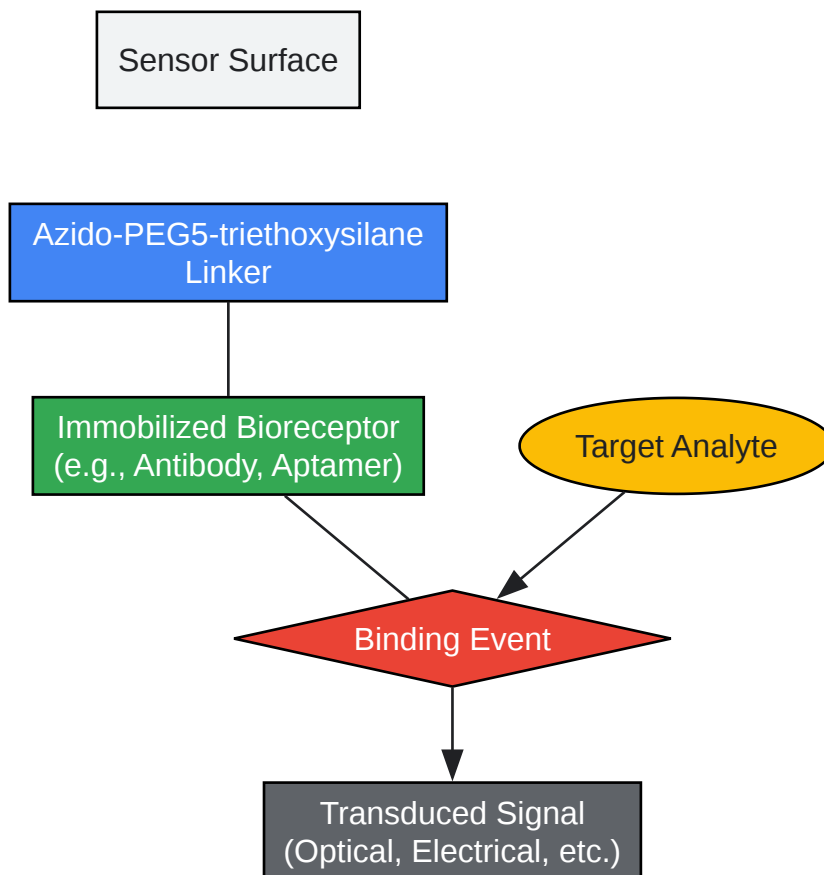 Sensor Surface
Azido-PEG5-triethoxysilane
Linker
Immobilized Bioreceptor
(e.g., Antibody, Aptamer)
Target Analyte
Binding Event
Transduced Signal
(Optical, Electrical, etc.)